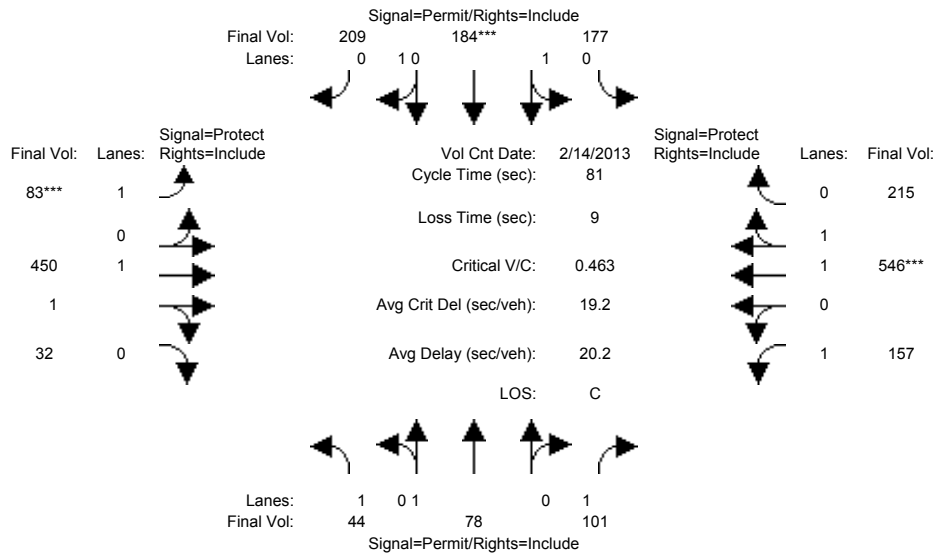 Signal=Permit/Rights=Include
Final Vol: 209 184*** 177
Lanes: 0 1 0 1 0
Signal=Protect Signal=Protect
Final Vol: Lanes: Rights=Include Vol Cnt Date: 2/14/2013 Rights=Include Lanes: Final Vol:
83*** 1 Cycle Time (sec): 81 0 215
Loss Time (sec): 9
0 1
450 1 Critical V/C: 0.463 1 546***
1 Avg Crit Del (sec/veh): 19.2 0
32 0 Avg Delay (sec/veh): 20.2 1 157
LOS: C
Lanes: 1 0 1 0 1
Final Vol: 44 78 101
Signal=Permit/Rights=Include